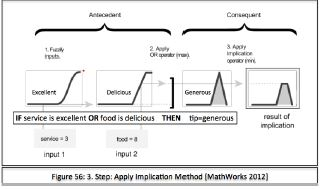 Antecedent
Consequent
1. Fuzzify
inputs.
2. Apply
OR operator (max).
3. Apply
Implication
operator (min).
Excellent
Delicious
Generous
IF service is excellent OR food is delicious THEN tip=generous
service = 3
food = 8
result of
implication
input 1
input 2
Figure 56: 3. Step: Apply Implication Method [MathWorks 2012]